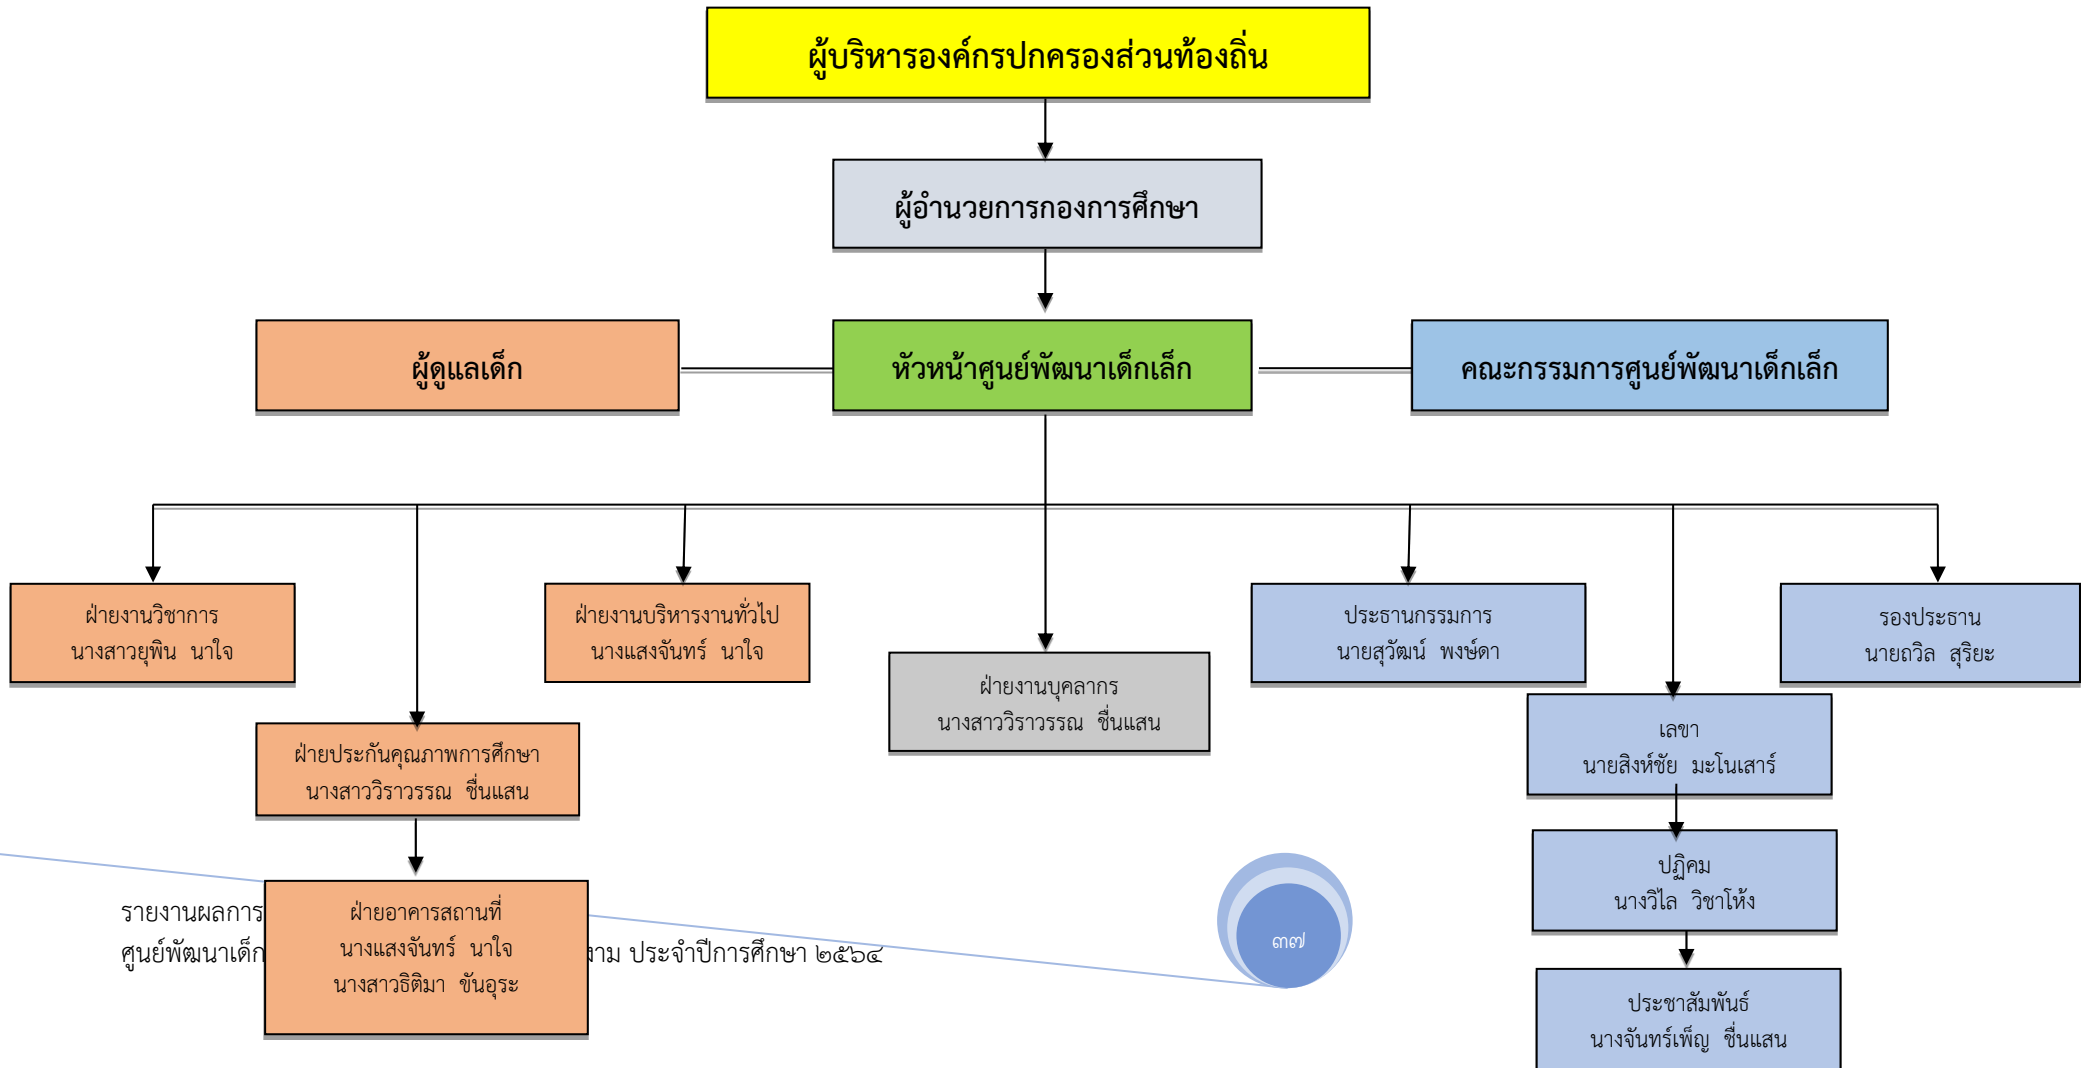 ผู้บริหารองค์กรปกครองส่วนท้องถิ่น
ผู้อำนวยการกองการศึกษา
ผู้ดูแลเด็ก
หัวหน้าศูนย์พัฒนาเด็กเล็ก
คณะกรรมการศูนย์พัฒนาเด็กเล็ก
ฝ่ายงานวิชาการ
นางสาวยุพิน นาใจ
ฝ่ายงานบริหารงานทั่วไป
นางแสงจันทร์ นาใจ
ประธานกรรมการ
นายสุวัฒน์ พงษ์ดา
รองประธาน
นายถวิล สุริยะ
ฝ่ายงานบุคลากร
นางสาววิราวรรณ ชื่นแสน
เลขา
นายสิงห์ชัย มะโนเสาร์
ฝ่ายประกันคุณภาพการศึกษา
นางสาววิราวรรณ ชื่นแสน
ปฏิคม
นางวิไล วิชาโห้ง
ฝ่ายอาคารสถานที่
นางแสงจันทร์ นาใจ
นางสาวธิติมา ขันอุระ
ประชาสัมพันธ์
นางจันทร์เพ็ญ ชื่นแสน
รายงานผลการ
ศูนย์พัฒนาเด็ก งาม ประจำปีการศึกษา ๒๕๖๔
๓๗